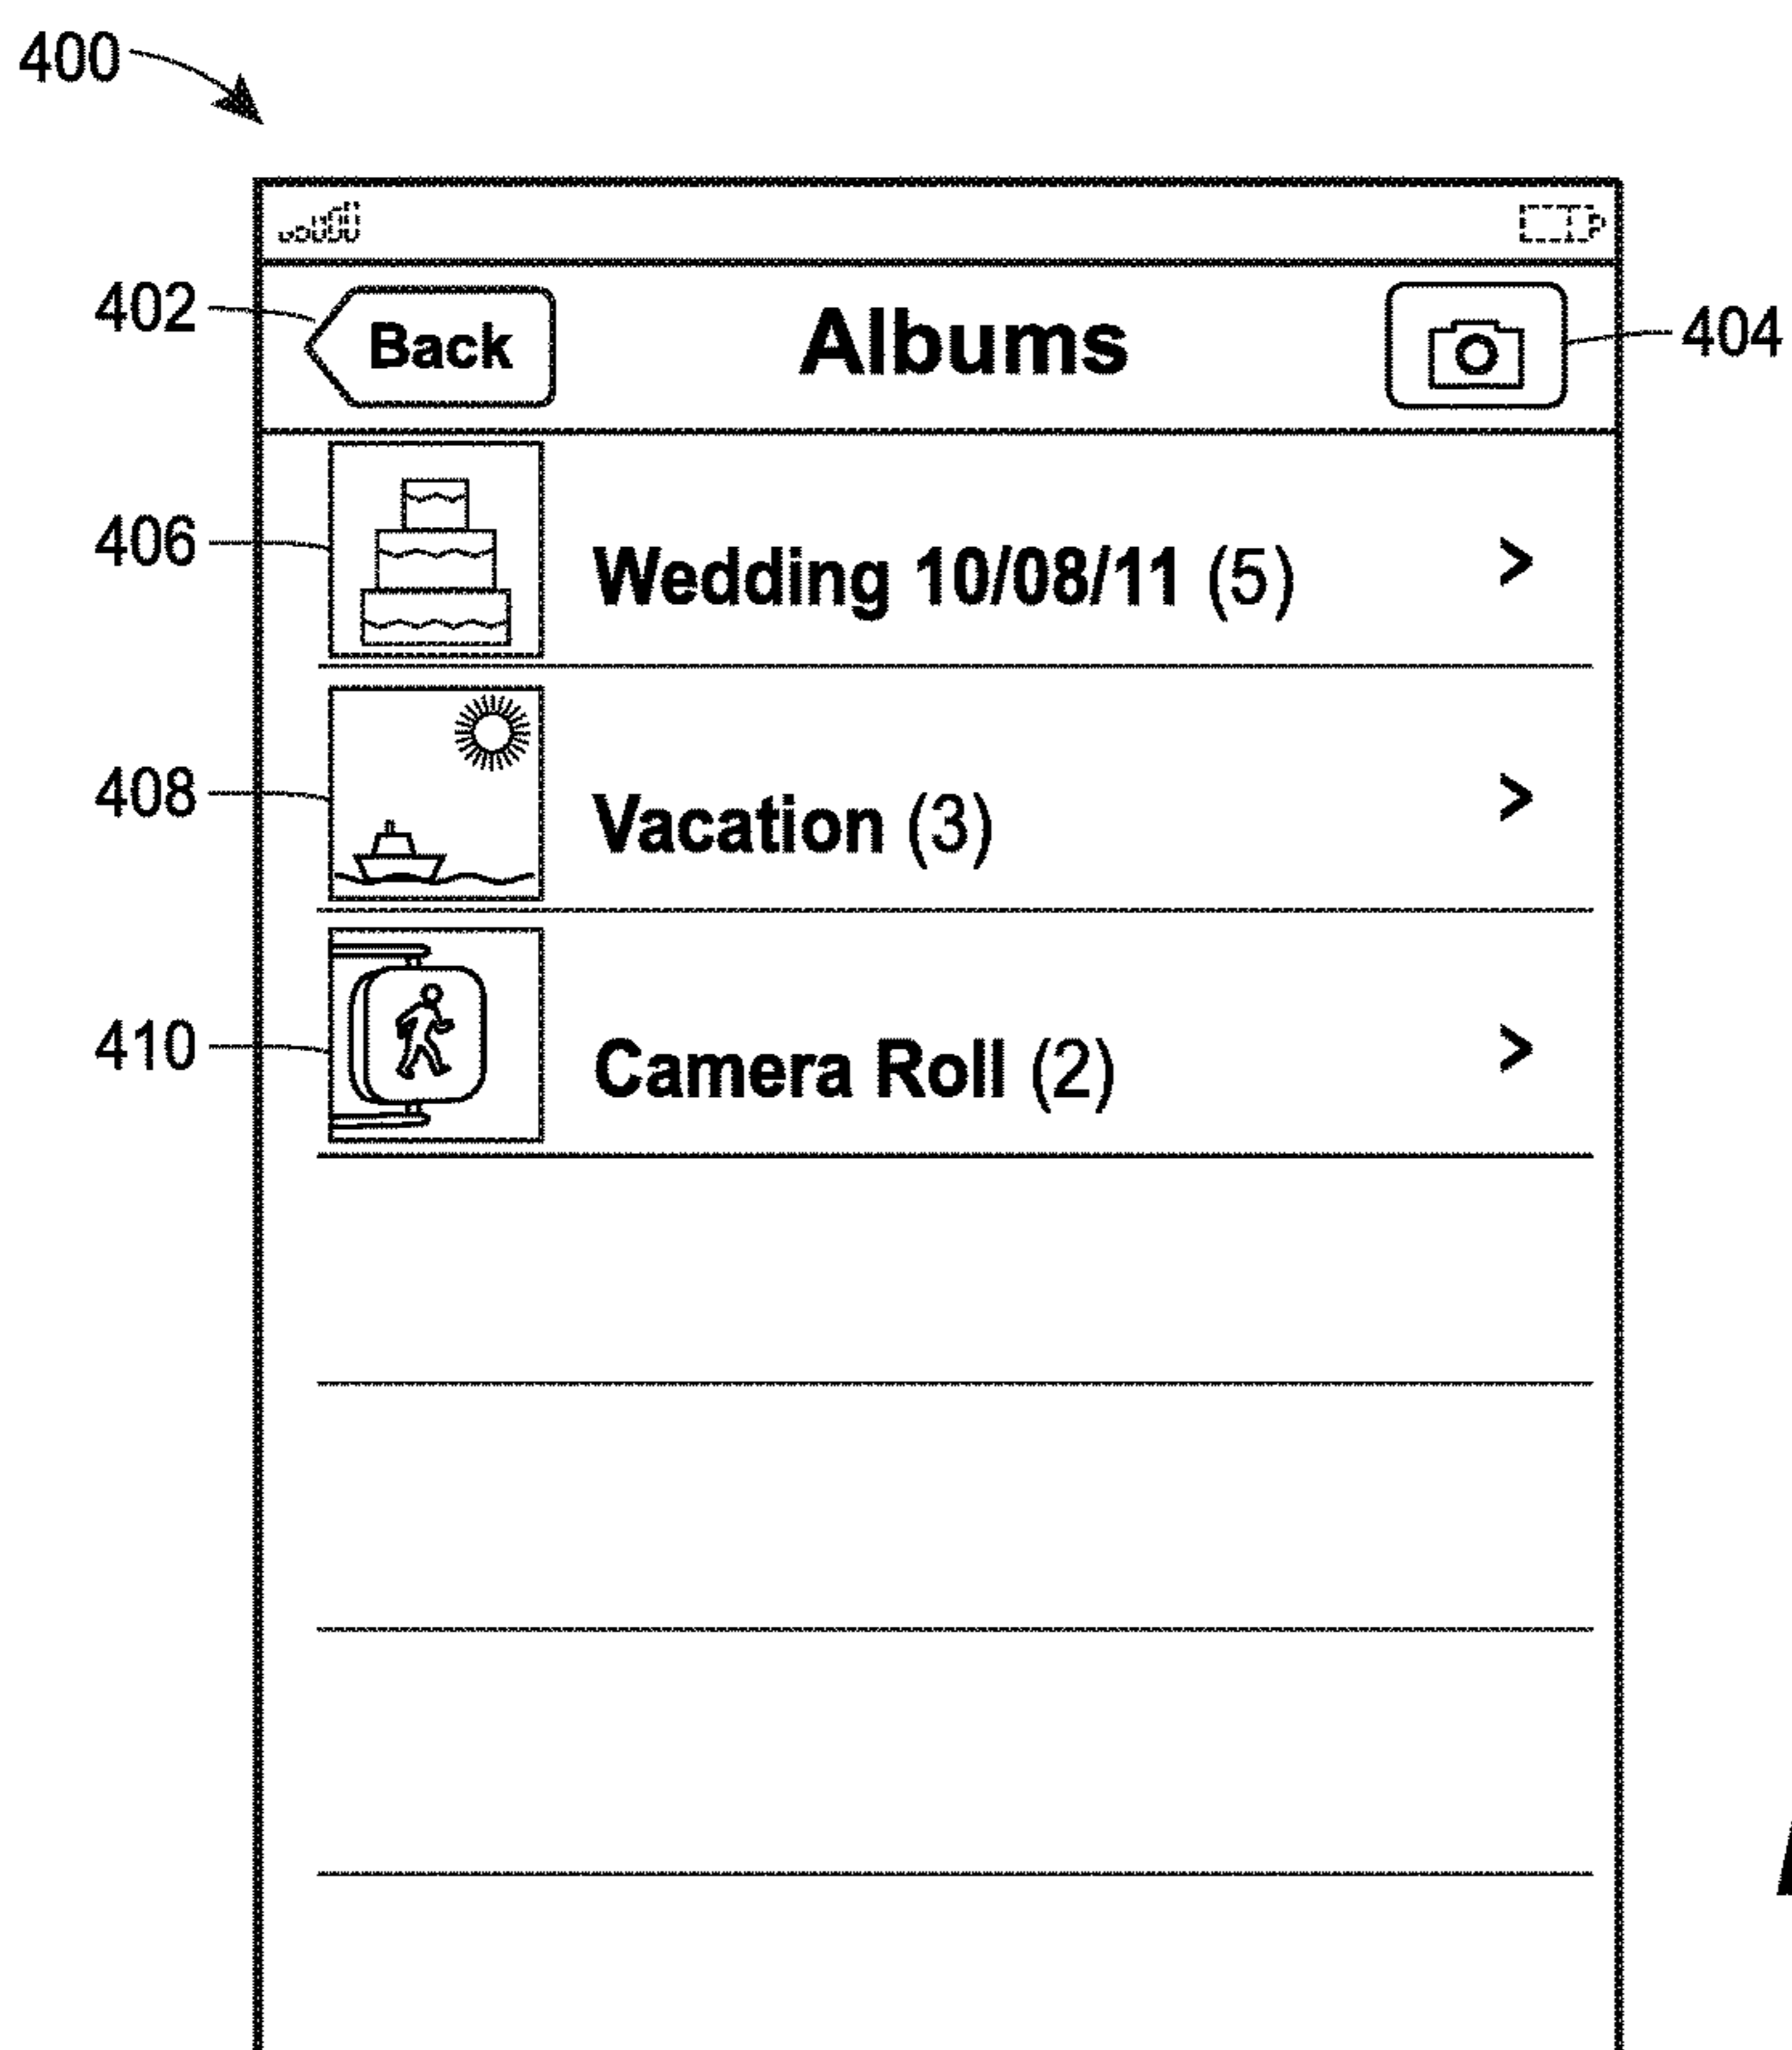 400
402
Back
Albums
404
406
Wedding 10/08/11 (5)
>
408
Vacation (3)
>
410
Camera Roll (2)
>